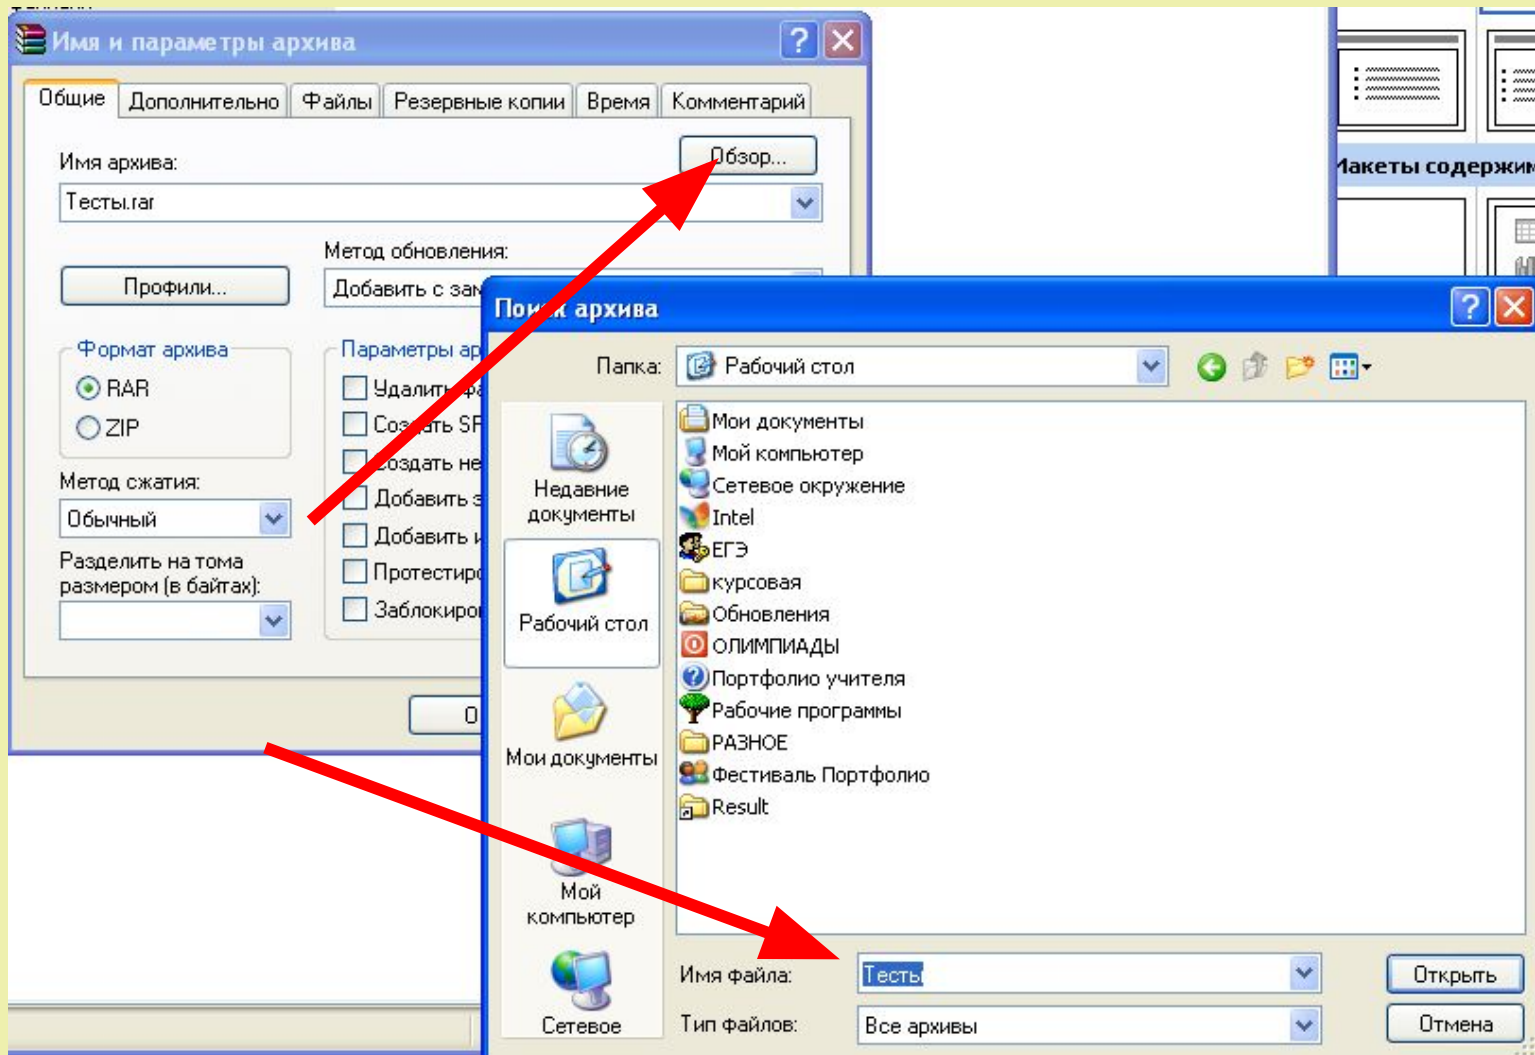 Имя и параметры архива
Общие
Дополнительно
Файлы
Резервные копии
Время
Комментарий
Имя архива:
Обзор...
Тесты.rar
Метод обновления:
Профили...
Добавить с зам
Формат архива
RAR
ZIP
Метод сжатия:
Обычный
Разделить на тома
размером (в байтах):
Параметры ар
Удалить фа
Создать SF
Создать не
Добавить э
Добавить и
Протестиро
Заблокиров
О
Макеты содержим
Поиск архива
Папка:
Рабочий стол
Недавние
документы
Рабочий стол
Мои документы
Мой
компьютер
Сетевое
Мои документы
Мой компьютер
Сетевое окружение
Intel
ЕГЭ
курсовая
Обновления
ОЛИМПИАДЫ
Портфолио учителя
Рабочие программы
РАЗНОЕ
Фестиваль Портфолио
Result
Имя файла:
Тесты
Открыть
Тип файлов:
Все архивы
Отмена